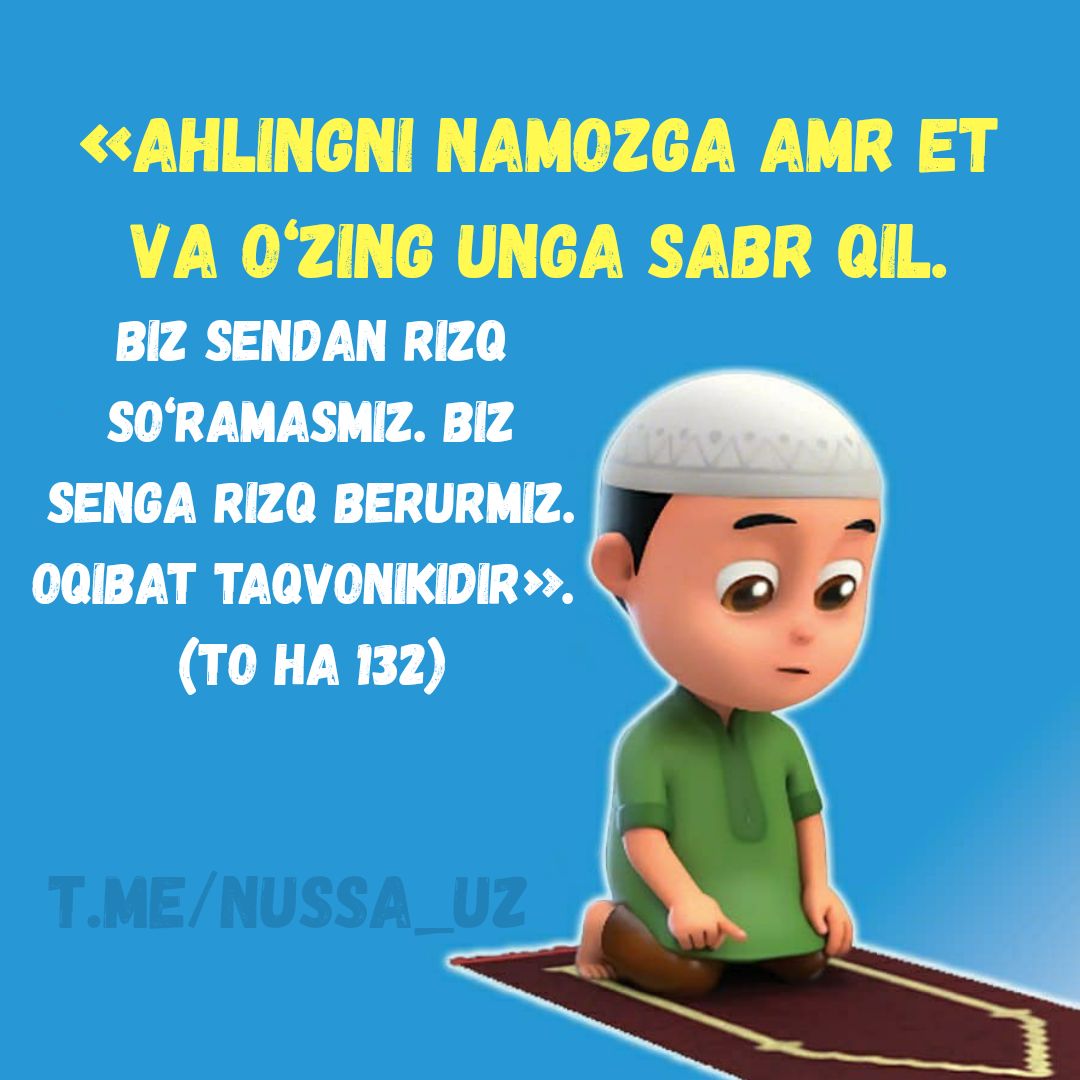 «AHLINGNI NAMOZGA AMR ET
VA O‘ZING UNGA SABR QIL.
BIZ SENDAN RIZQ
SO‘RAMASMIZ. BIZ
SENGA RIZQ BERURMIZ.
OQIBAT TAQVONIKIDIR».
(TO HA 132)
T.ME/NUSSA_UZ